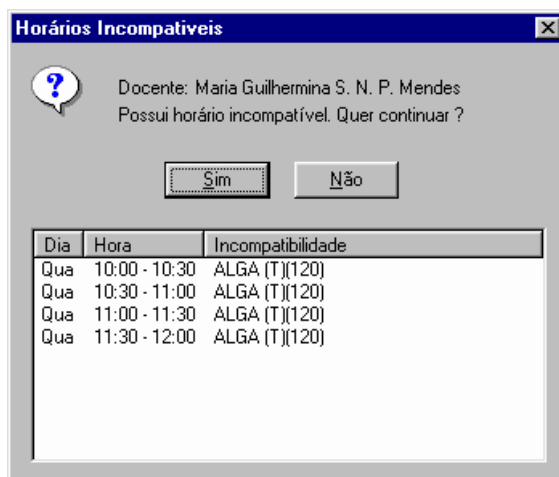 Horários Incompativeis
Docente: Maria Guilhermina S. N. P. Mendes
Possui horário incompatível. Quer continuar ?
Sim Não
Dia Hora Incompatibilidade
Qua 10:00 - 10:30 ALGA (T)(120)
Qua 10:30 - 11:00 ALGA (T)(120)
Qua 11:00 - 11:30 ALGA (T)(120)
Qua 11:30 - 12:00 ALGA (T)(120)